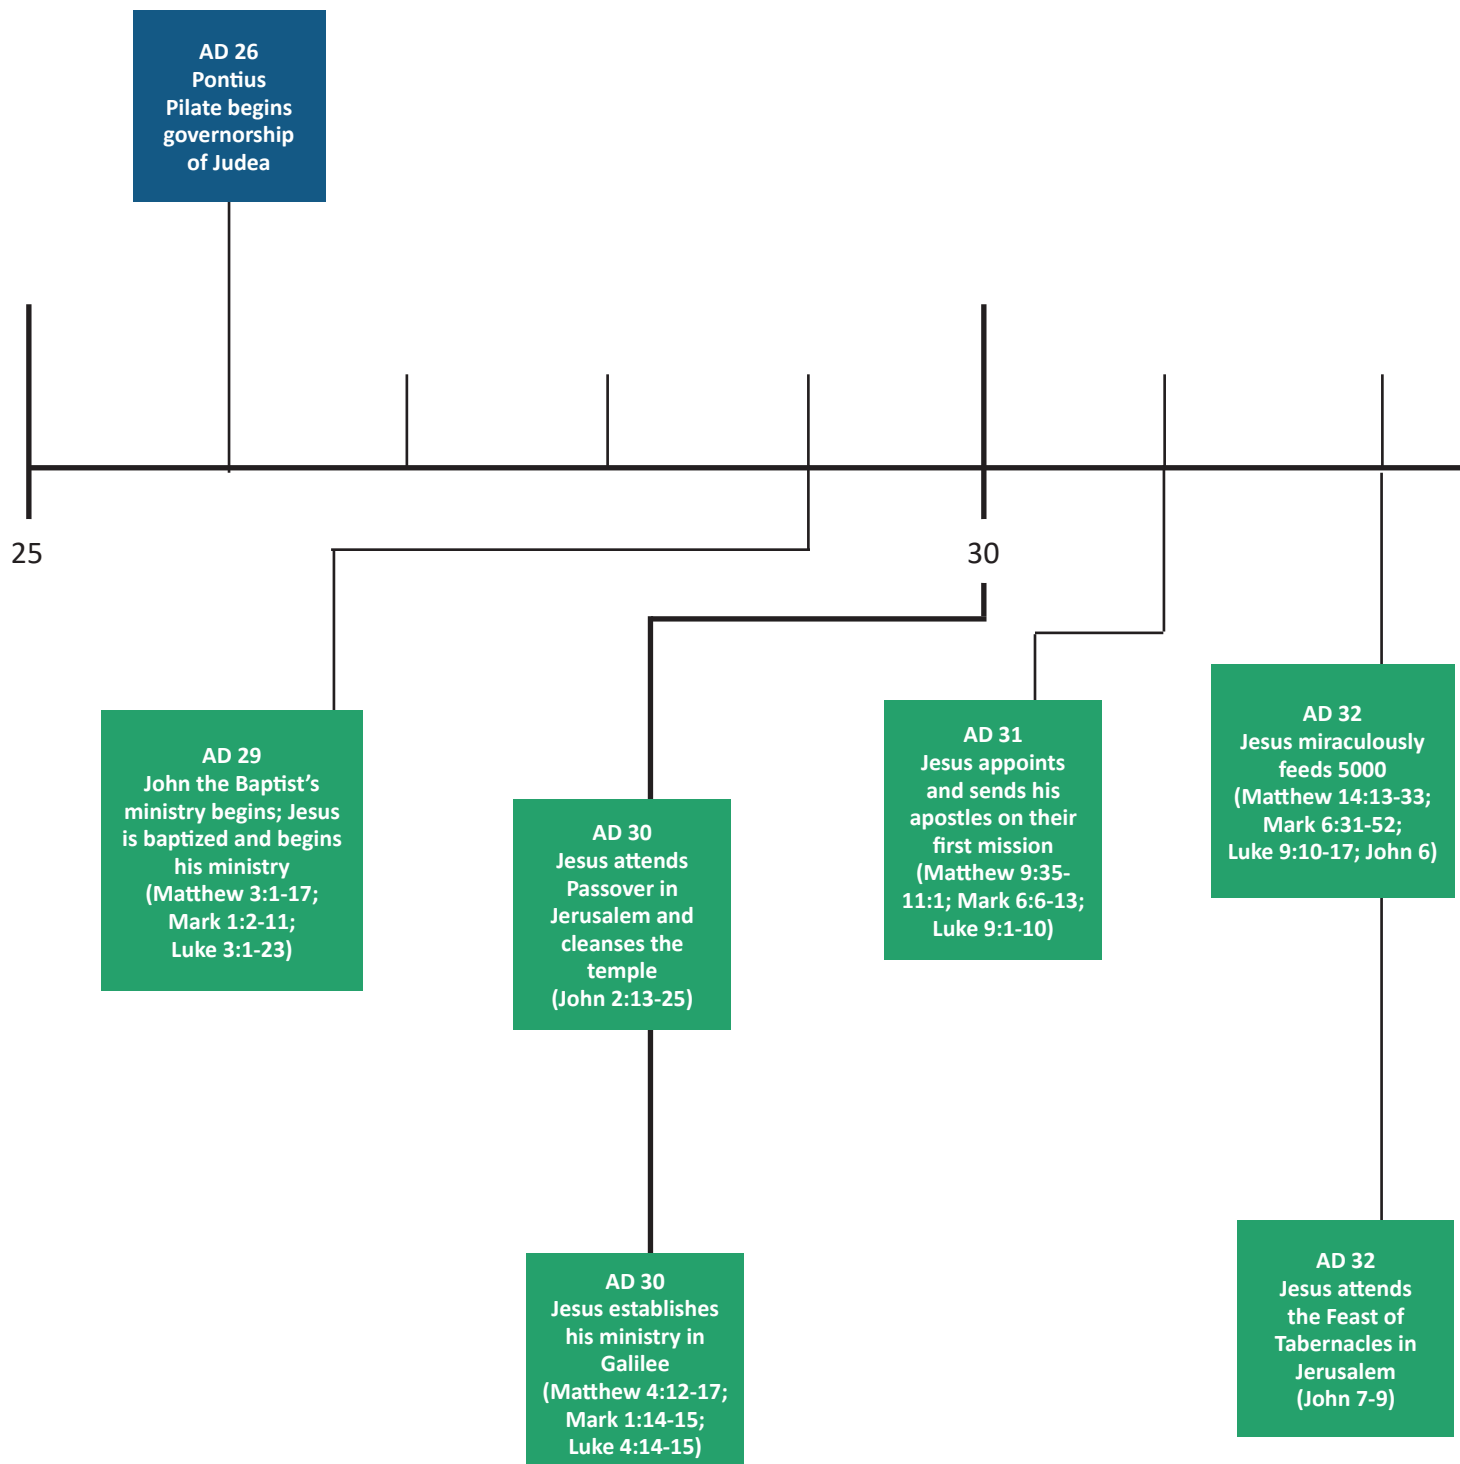 AD 26
Pontius
Pilate begins
governorship
of Judea
25
30
AD 29
John the Baptist’s
ministry begins; Jesus
is baptized and begins
his ministry
(Matthew 3:1-17;
Mark 1:2-11;
Luke 3:1-23)
AD 30
Jesus attends
Passover in
Jerusalem and
cleanses the
temple
(John 2:13-25)
AD 31
Jesus appoints
and sends his
apostles on their
first mission
(Matthew 9:35-
11:1; Mark 6:6-13;
Luke 9:1-10)
AD 32
Jesus miraculously
feeds 5000
(Matthew 14:13-33;
Mark 6:31-52;
Luke 9:10-17; John 6)
AD 30
Jesus establishes
his ministry in
Galilee
(Matthew 4:12-17;
Mark 1:14-15;
Luke 4:14-15)
AD 32
Jesus attends
the Feast of
Tabernacles in
Jerusalem
(John 7-9)